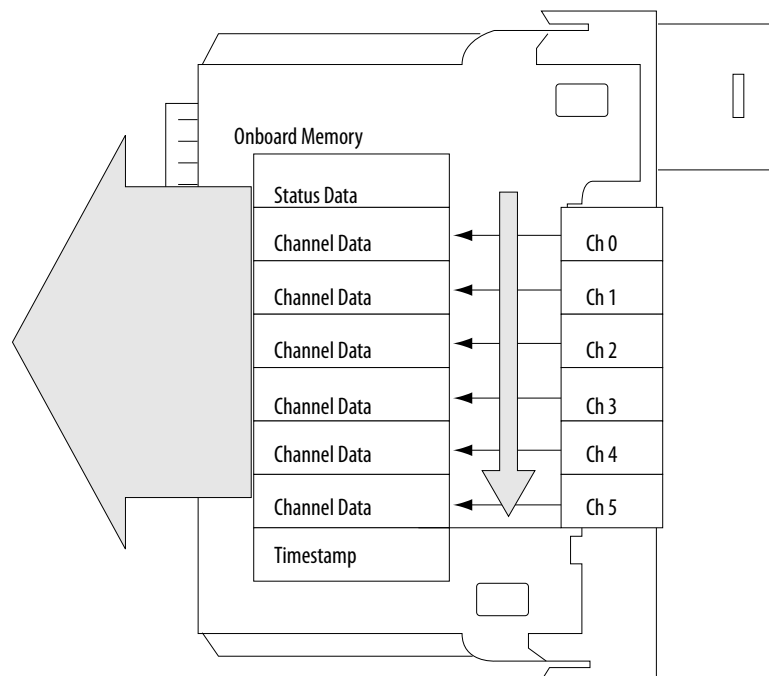 Onboard Memory
Status Data
Channel Data
Ch 0
Channel Data
Ch 1
Channel Data
Ch 2
Channel Data
Ch 3
Channel Data
Ch 4
Channel Data
Ch 5
Timestamp